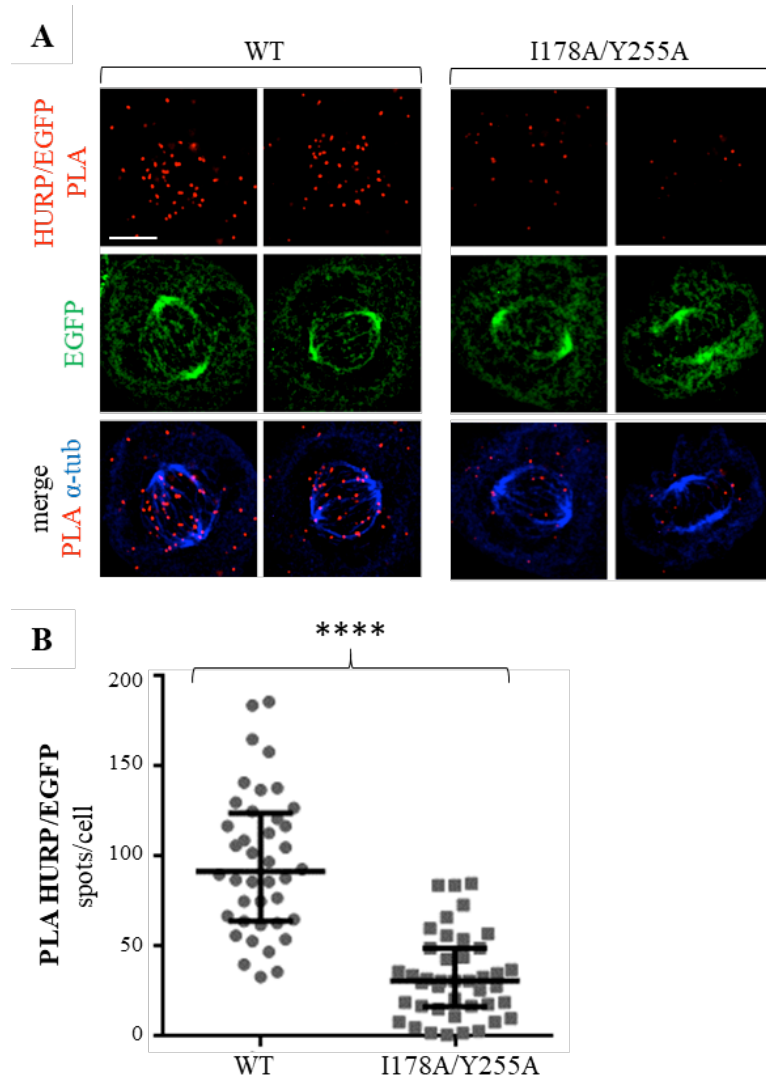 A
WT
I178A/Y255A
HURP/EGFP
PLA
EGFP
merge
PLA α-tub
B
****
PLA HURP/EGFP
spots/cell
200
150
100
50
0
WT
I178A/Y255A